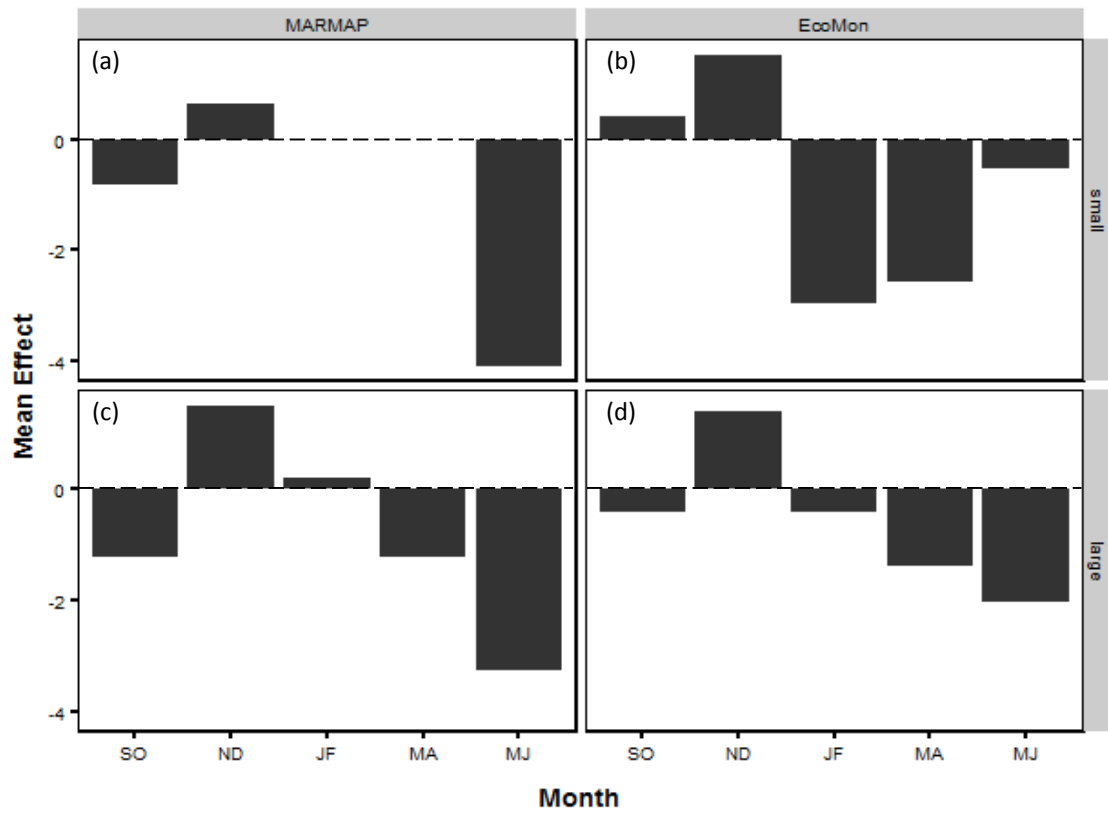 MARMAP
EcoMon
(a)
(b)
0
-2
-4
small
Mean Effect
(c)
(d)
0
-2
-4
large
SO ND JF MA MJ
SO ND JF MA MJ
Month